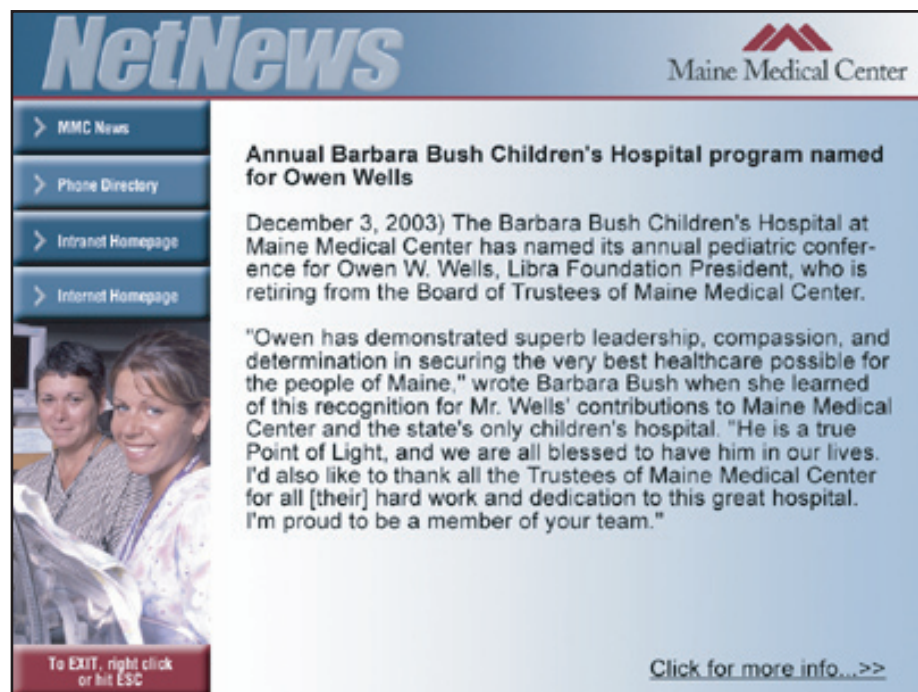 NetNews
Maine Medical Center
MMC News
Phone Directory
Intranet Homepage
Internet Homepage
To EXIT, right click
or hit ESC
Annual Barbara Bush Children's Hospital program named
for Owen Wells
December 3, 2003) The Barbara Bush Children's Hospital at
Maine Medical Center has named its annual pediatric confer-
ence for Owen W. Wells, Libra Foundation President, who is
retiring from the Board of Trustees of Maine Medical Center.
"Owen has demonstrated superb leadership, compassion, and
determination in securing the very best healthcare possible for
the people of Maine," wrote Barbara Bush when she learned
of this recognition for Mr. Wells' contributions to Maine Medical
Center and the state's only children's hospital. "He is a true
Point of Light, and we are all blessed to have him in our lives.
I'd also like to thank all the Trustees of Maine Medical Center
for all [their] hard work and dedication to this great hospital.
I'm proud to be a member of your team."
Click for more info...>>